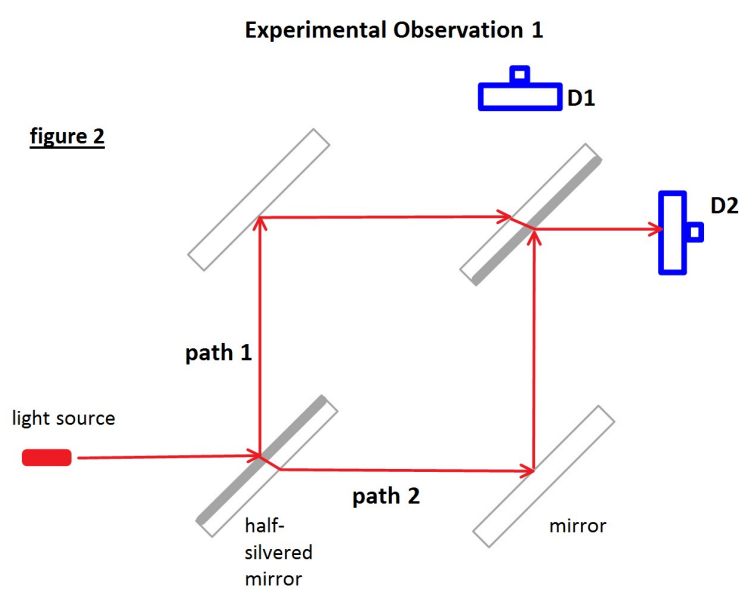 Experimental Observation 1
D1
figure 2
D2
path 1
light source
path 2
half-
silvered
mirror
mirror